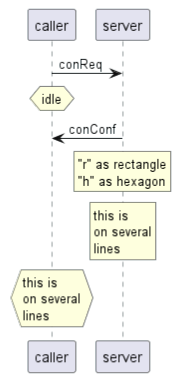 caller server
conReq
idle
conConf
"r" as rectangle
"h" as hexagon
this is
on several
lines
this is
on several
lines
caller server